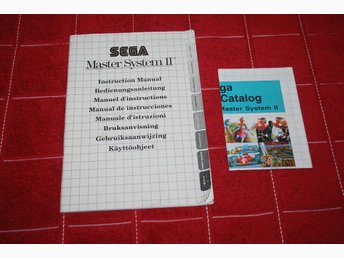 SEGA
Master System II
Instruction Manual
Bedienungsanleitung
Manuel d'instructions
Manual de instrucciones
Manuale d'istruzioni
Bruksanvisning
Gebruiksaanwijzing
Käyttöohjeet
ga
Catalog
Master System II